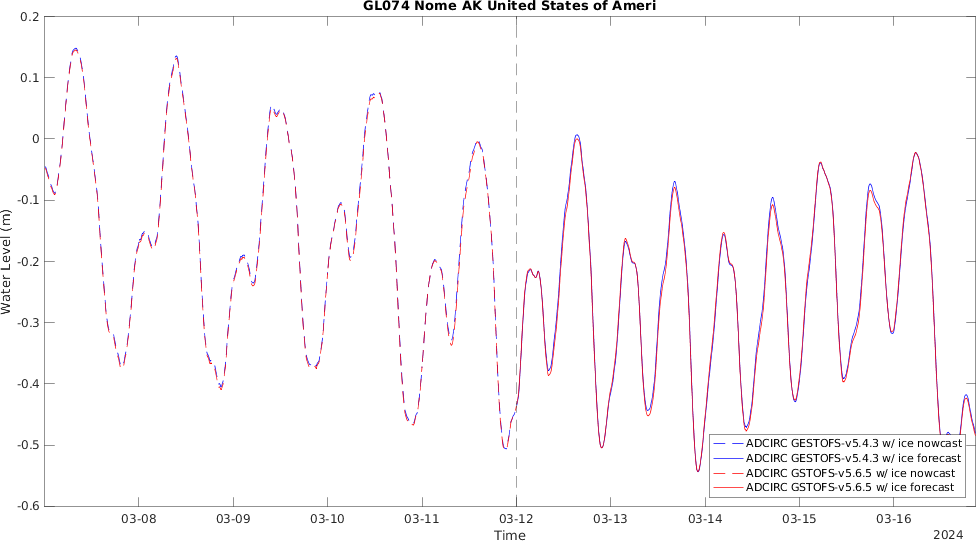 GL074 Nome AK United States of Ameri
0.2
0.1
0
-0.1
-0.2
-0.3
-0.4
-0.5
-0.6
Water Level (m)
ADCIRC GESTOFS-v5.4.3 w/ ice nowcast
ADCIRC GESTOFS-v5.4.3 w/ ice forecast
ADCIRC GSTOFS-v5.6.5 w/ ice nowcast
ADCIRC GSTOFS-v5.6.5 w/ ice forecast
03-08 03-09 03-10 03-11 03-12 03-13 03-14 03-15 03-16
Time
2024